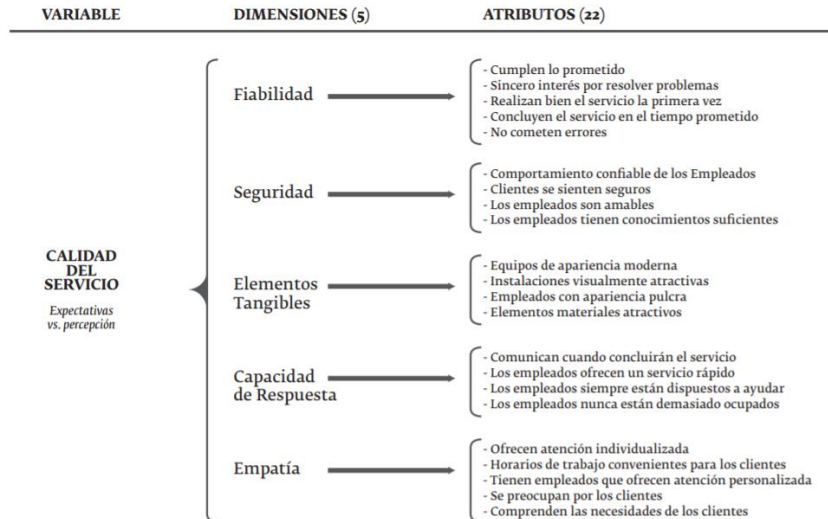 VARIABLE
DIMENSIONES (5)
ATRIBUTOS (22)
CALIDAD
DEL
SERVICIO
Expectativas
vs. percepción
Fiabilidad
- Cumplen lo prometido
- Sincero interés por resolver problemas
- Realizan bien el servicio la primera vez
- Concluyen el servicio en el tiempo prometido
- No cometen errores
Seguridad
- Comportamiento confiable de los Empleados
- Clientes se sienten seguros
- Los empleados son amables
- Los empleados tienen conocimientos suficientes
Elementos
Tangibles
- Equipos de apariencia moderna
- Instalaciones visualmente atractivas
- Empleados con apariencia pulcra
- Elementos materiales atractivos
Capacidad
de Respuesta
- Comunican cuando concluirán el servicio
- Los empleados ofrecen un servicio rápido
- Los empleados siempre están dispuestos a ayudar
- Los empleados nunca están demasiado ocupados
Empatía
- Ofrecen atención individualizada
- Horarios de trabajo convenientes para los clientes
- Tienen empleados que ofrecen atención personalizada
- Se preocupan por los clientes
- Comprenden las necesidades de los clientes